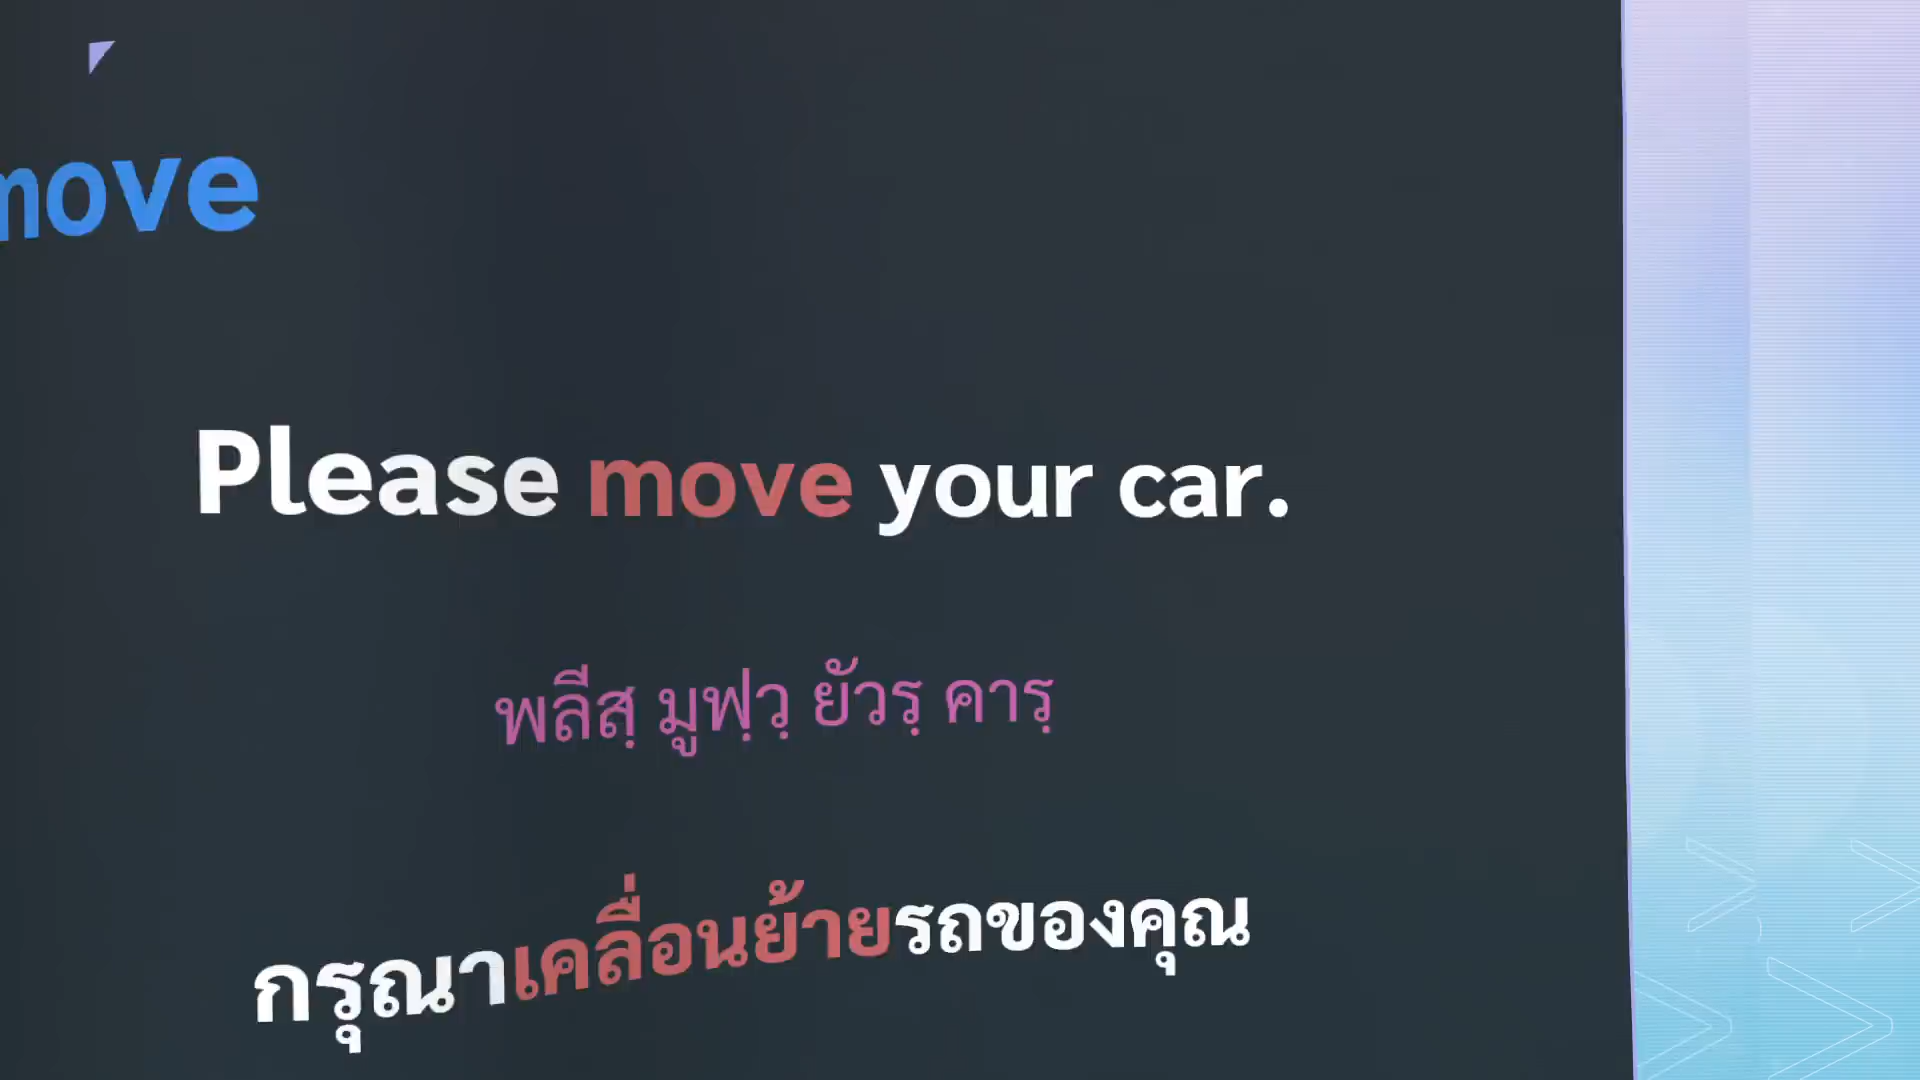 move
Please move your car.
พลีสฺ มูฟฺวฺ ยัวรฺ คารฺ
กรุณาเคลื่อนย้ายรถของคุณ